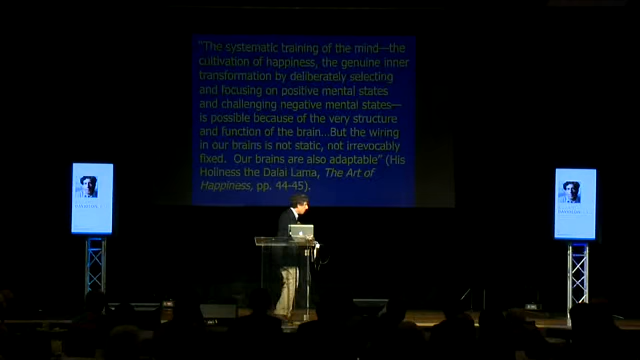 "The systematic training of the mind—the
cultivation of happiness, the genuine inner
transformation by deliberately selecting
and focusing on positive mental states
and challenging negative mental states—
is possible because of the very structure
and function of the brain...But the wiring
in our brains is not static, not irrevocably
fixed. Our brains are also adaptable" (His
Holiness the Dalai Lama, The Art of
Happiness, pp. 44-45).